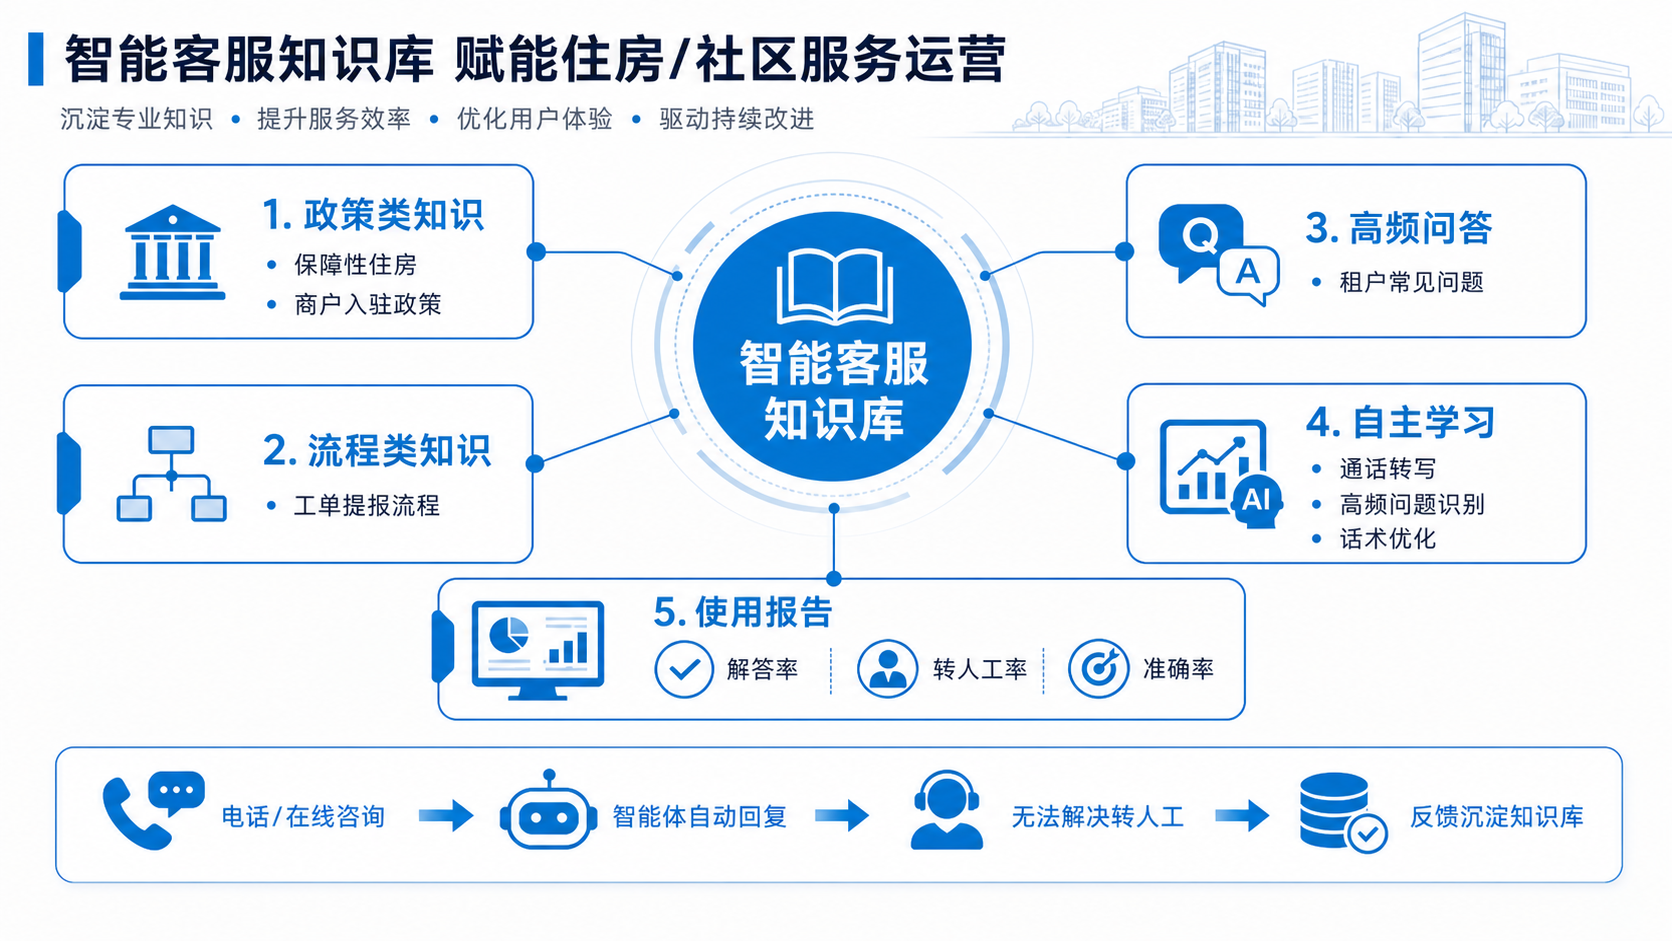 智能客服知识库 赋能住房/社区服务运营
沉淀专业知识 • 提升服务效率 • 优化用户体验 • 驱动持续改进
1. 政策类知识
• 保障性住房
• 商户入驻政策
2. 流程类知识
• 工单提报流程
智能客服
知识库
3. 高频问答
• 租户常见问题
Q
A
4. 自主学习
• 通话转写
• 高频问题识别
• 话术优化
AI
5. 使用报告
解答率
转人工率
准确率
电话/在线咨询
智能体自动回复
无法解决转人工
反馈沉淀知识库